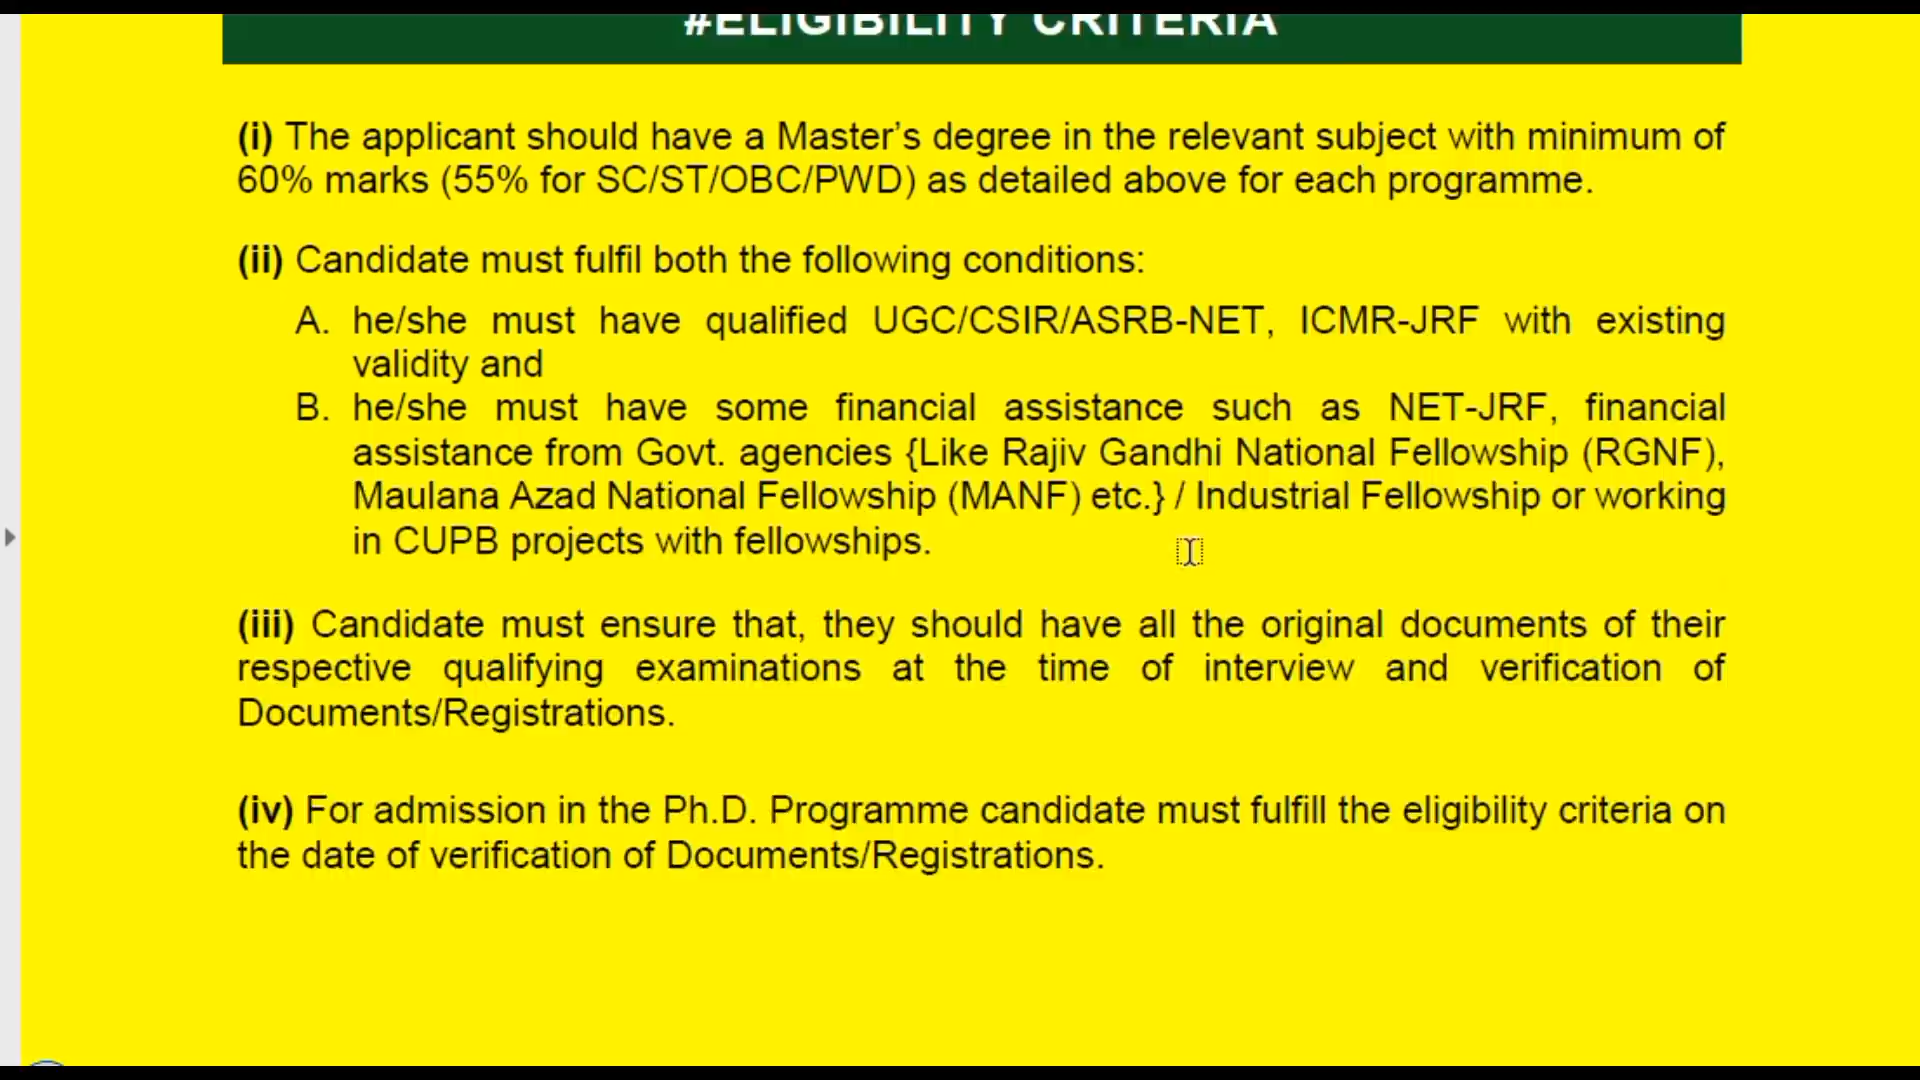 #ELIGIBILITY CRITERIA
(i) The applicant should have a Master’s degree in the relevant subject with minimum of
60% marks (55% for SC/ST/OBC/PWD) as detailed above for each programme.
(ii) Candidate must fulfil both the following conditions:
A. he/she must have qualified UGC/CSIR/ASRB-NET, ICMR-JRF with existing
validity and
B. he/she must have some financial assistance such as NET-JRF, financial
assistance from Govt. agencies {Like Rajiv Gandhi National Fellowship (RGNF),
Maulana Azad National Fellowship (MANF) etc.} / Industrial Fellowship or working
in CUPB projects with fellowships.
(iii) Candidate must ensure that, they should have all the original documents of their
respective qualifying examinations at the time of interview and verification of
Documents/Registrations.
(iv) For admission in the Ph.D. Programme candidate must fulfill the eligibility criteria on
the date of verification of Documents/Registrations.